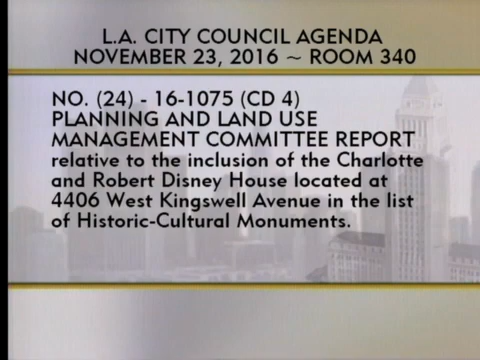 L.A. CITY COUNCIL AGENDA
NOVEMBER 23, 2016 ~ ROOM 340
NO. (24) - 16-1075 (CD 4)
PLANNING AND LAND USE
MANAGEMENT COMMITTEE REPORT
relative to the inclusion of the Charlotte
and Robert Disney House located at
4406 West Kingswell Avenue in the list
of Historic-Cultural Monuments.